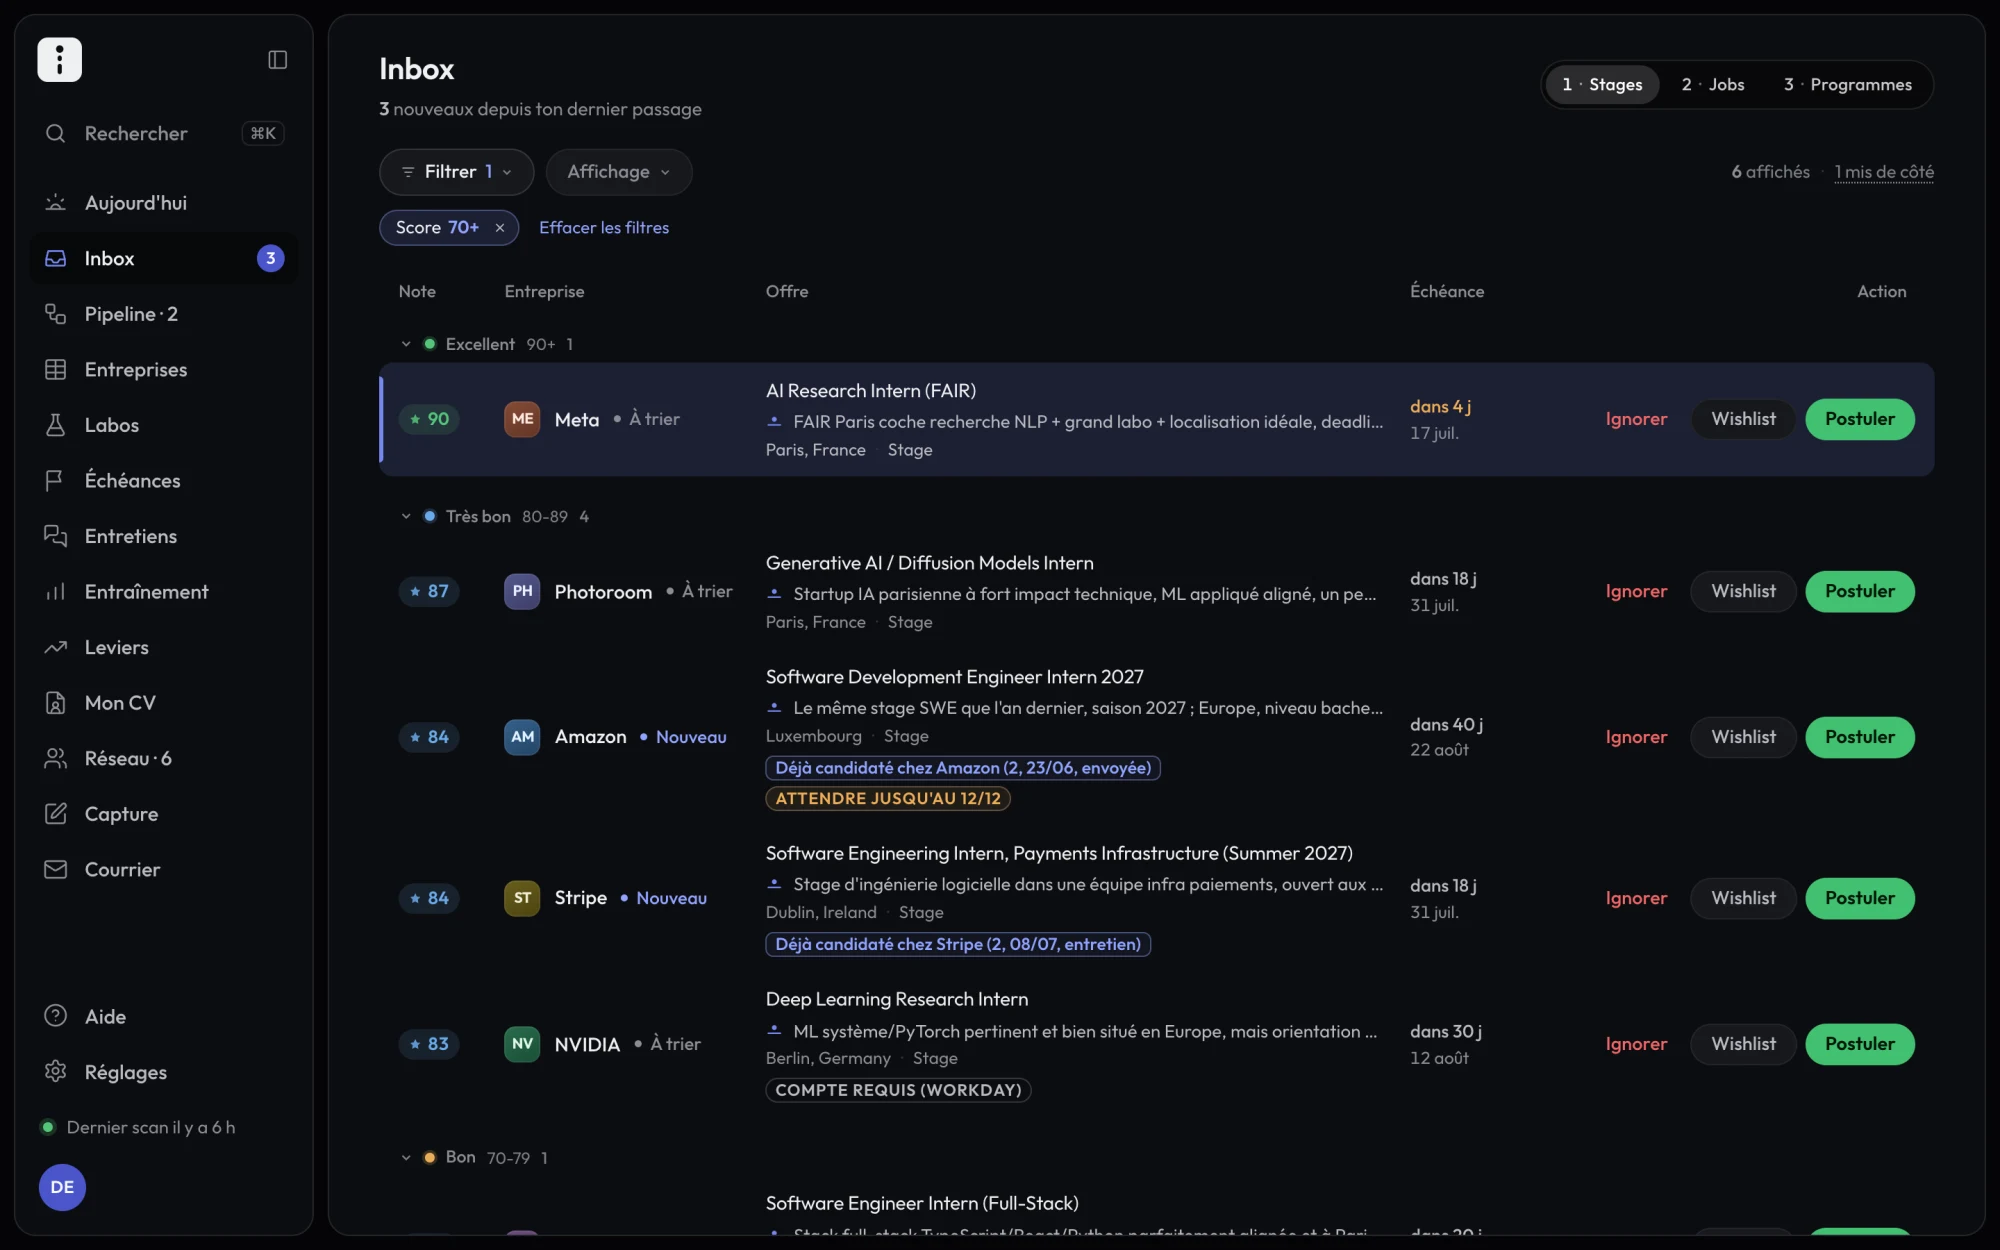 Rechercher ⌘K
Aujourd'hui
Inbox 3
Pipeline · 2
Entreprises
Labos
Échéances
Entretiens
Entraînement
Leviers
Mon CV
Réseau · 6
Capture
Courrier
Aide
Réglages
Dernier scan il y a 6 h
DE
Inbox
3 nouveaux depuis ton dernier passage
1 · Stages 2 · Jobs 3 · Programmes
Filtrer 1 Affichage
6 affichés · 1 mis de côté
Score 70+ × Effacer les filtres
Note Entreprise Offre Échéance Action
Excellent 90+ 1
AI Research Intern (FAIR)
★ 90 ME Meta • À trier
FAIR Paris coche recherche NLP + grand labo + localisation idéale, deadli...
Paris, France · Stage
dans 4 j
17 juil.
Ignorer Wishlist Postuler
Très bon 80-89 4
Generative AI / Diffusion Models Intern
★ 87 PH Photoroom • À trier
Startup IA parisienne à fort impact technique, ML appliqué aligné, un pe...
Paris, France · Stage
dans 18 j
31 juil.
Ignorer Wishlist Postuler
Software Development Engineer Intern 2027
★ 84 AM Amazon • Nouveau
Le même stage SWE que l'an dernier, saison 2027 ; Europe, niveau bache...
Luxembourg · Stage
Déjà candidaté chez Amazon (2, 23/06, envoyée)
ATTENDRE JUSQU'AU 12/12
dans 40 j
22 août
Ignorer Wishlist Postuler
Software Engineering Intern, Payments Infrastructure (Summer 2027)
★ 84 ST Stripe • Nouveau
Stage d'ingénierie logicielle dans une équipe infra paiements, ouvert aux ...
Dublin, Ireland · Stage
Déjà candidaté chez Stripe (2, 08/07, entretien)
dans 18 j
31 juil.
Ignorer Wishlist Postuler
Deep Learning Research Intern
★ 83 NV NVIDIA • À trier
ML système/PyTorch pertinent et bien situé en Europe, mais orientation ...
Berlin, Germany · Stage
COMPTE REQUIS (WORKDAY)
dans 30 j
12 août
Ignorer Wishlist Postuler
Bon 70-79 1
Software Engineer Intern (Full-Stack)
Stack full-stack TypeScript/React/Python parfaitement alignée et à Pari...